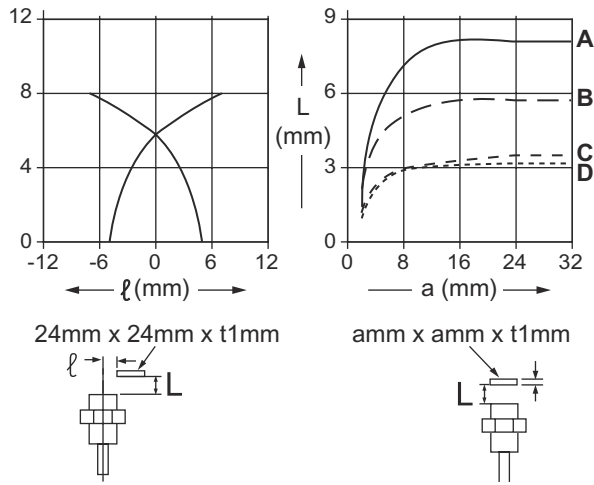 12
8
4
0
-12 -6 0 6 12
ℓ (mm)
L
(mm)
9
6
3
0
0 8 16 24 32
a (mm)
A
B
C
D
24mm x 24mm x t1mm
ℓ
L
amm x amm x t1mm
L